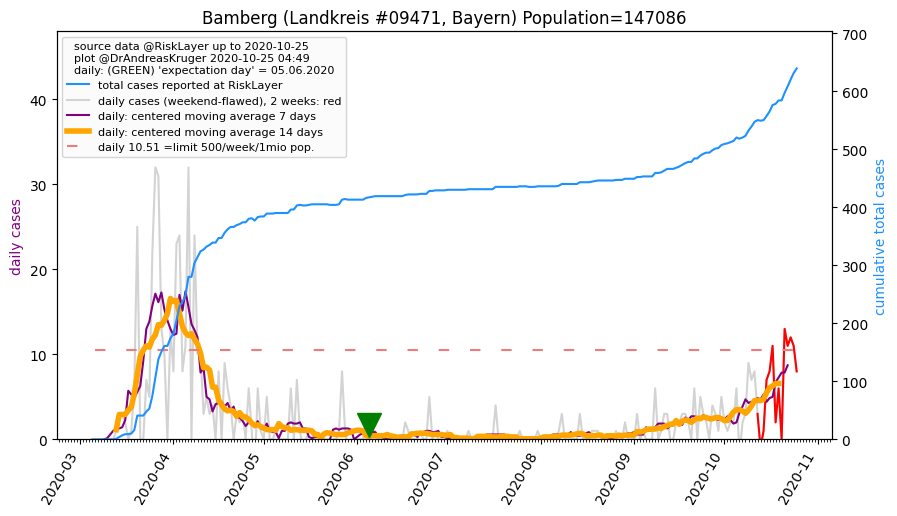 Bamberg (Landkreis #09471, Bayern) Population=147086
source data @RiskLayer up to 2020-10-25
plot @DrAndreasKruger 2020-10-25 04:49
daily: (GREEN) 'expectation day' = 05.06.2020
total cases reported at RiskLayer
daily cases (weekend-flawed), 2 weeks: red
daily: centered moving average 7 days
daily: centered moving average 14 days
daily 10.51 =limit 500/week/1mio pop.
daily cases
40
30
20
10
0
cumulative total cases
700
600
500
400
300
200
100
0
2020-03
2020-04
2020-05
2020-06
2020-07
2020-08
2020-09
2020-10
2020-11